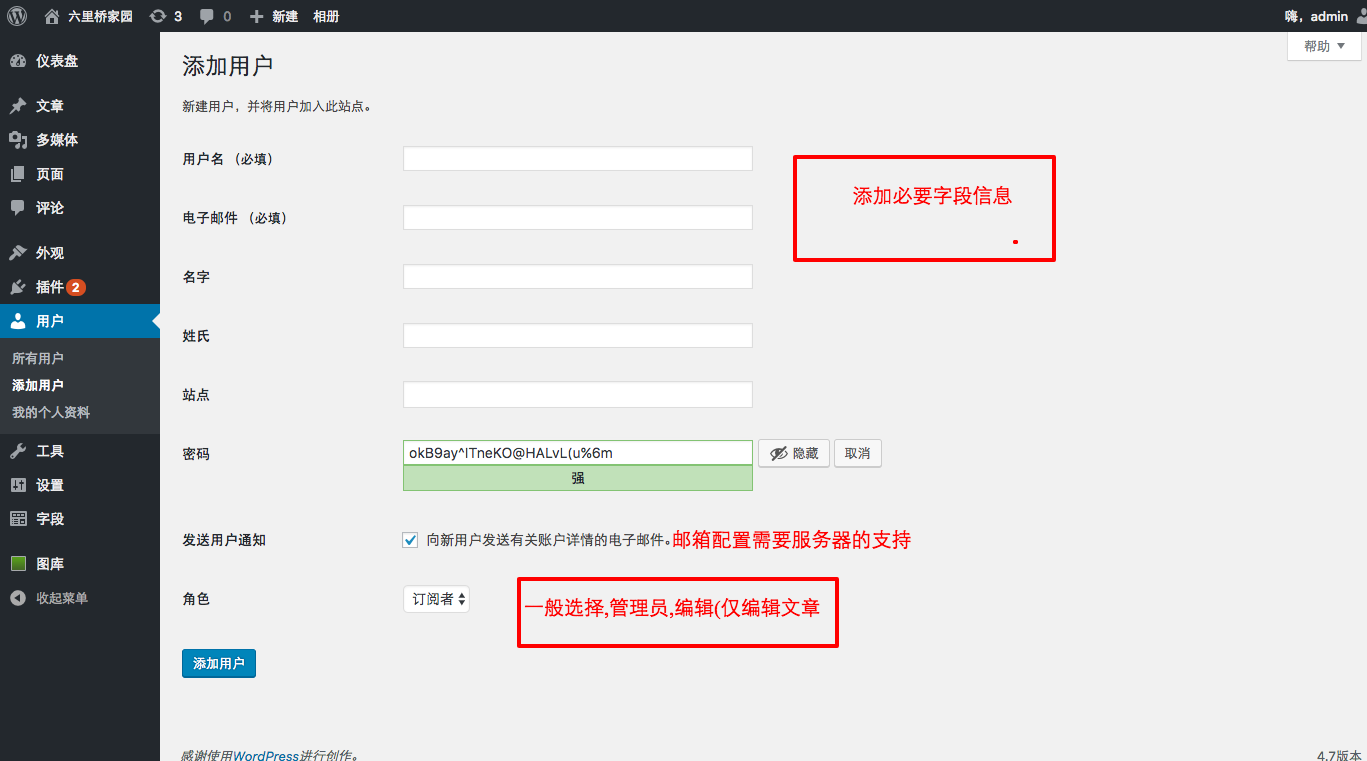 六里桥家园 3 0 新建 相册 嗨，admin
帮助
仪表盘
文章
多媒体
页面
评论
外观
插件 2
用户
所有用户
添加用户
我的个人资料
工具
设置
字段
图库
收起菜单
添加用户
新建用户，并将用户加入此站点。
用户名 （必填）
添加必要字段信息
电子邮件 （必填）
名字
姓氏
站点
密码 okB9ay^ITneKO@HALvL(u%6m 隐藏 取消
强
发送用户通知 向新用户发送有关账户详情的电子邮件。邮箱配置需要服务器的支持
角色 订阅者 一般选择,管理员,编辑(仅编辑文章
添加用户
感谢使用WordPress进行创作。 4.7版本